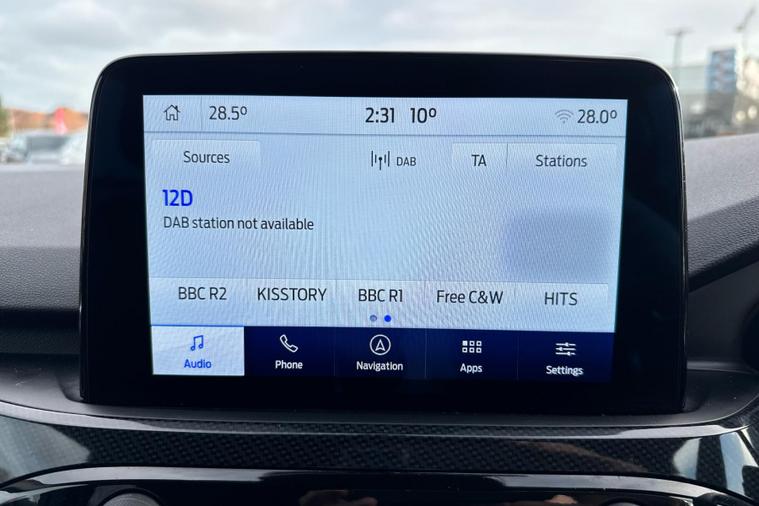 28.5° 2:31 10° 28.0°
Sources DAB TA Stations
12D
DAB station not available
BBC R2 KISSTORY BBC R1 Free C&W HITS
Audio Phone Navigation Apps Settings